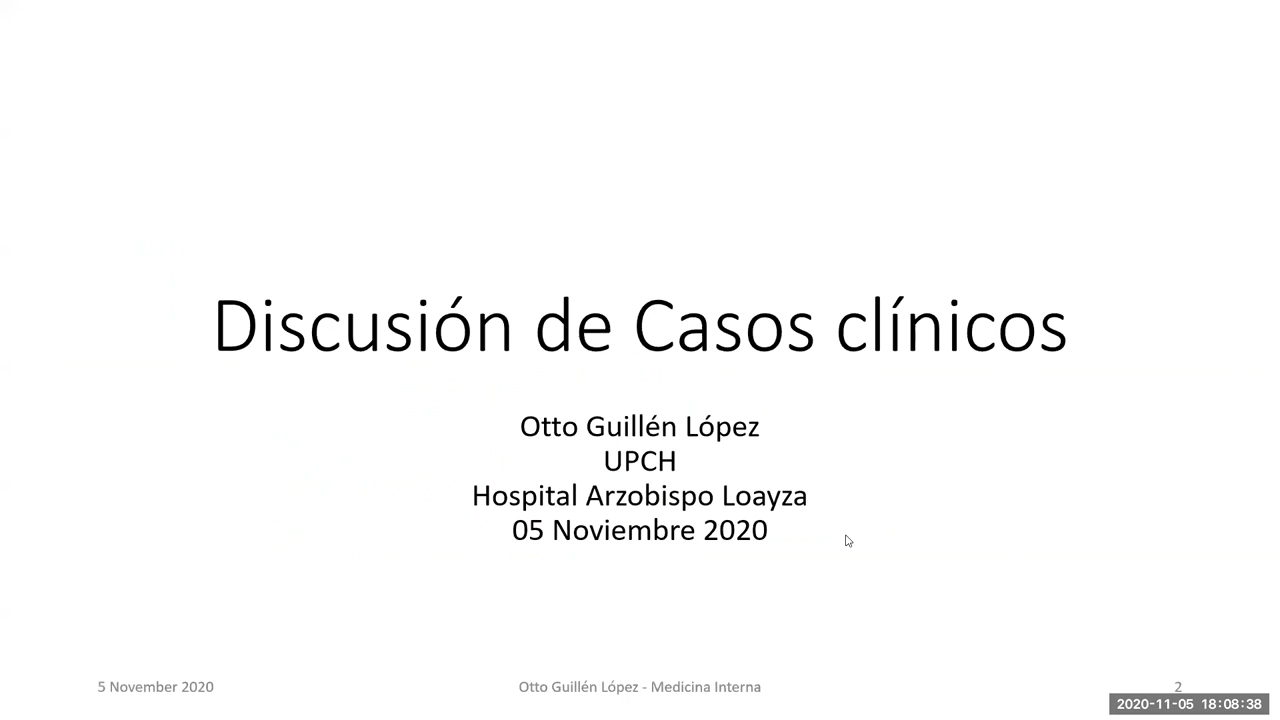 Discusión de Casos clínicos
Otto Guillén López
UPCH
Hospital Arzobispo Loayza
05 Noviembre 2020
5 November 2020
Otto Guillén López - Medicina Interna
2
2020-11-05 18:08:38